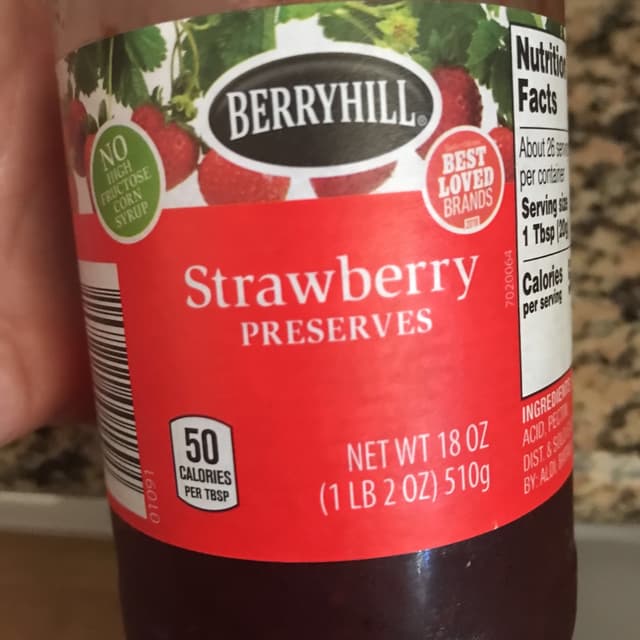 BERRYHILL®
NO
HIGH
FRUCTOSE
CORN
SYRUP
BEST
LOVED
BRANDS
Strawberry
PRESERVES
50
CALORIES
PER TBSP
NET WT 18 OZ
(1 LB 2 OZ) 510g
01091
7020064
Nutrition
Facts
About 26
per container
Serving
1 Tbsp (20g
Calories
per serving
INGREDIENTS
ACID, PECTIN
DIST. &
BY: ALDI